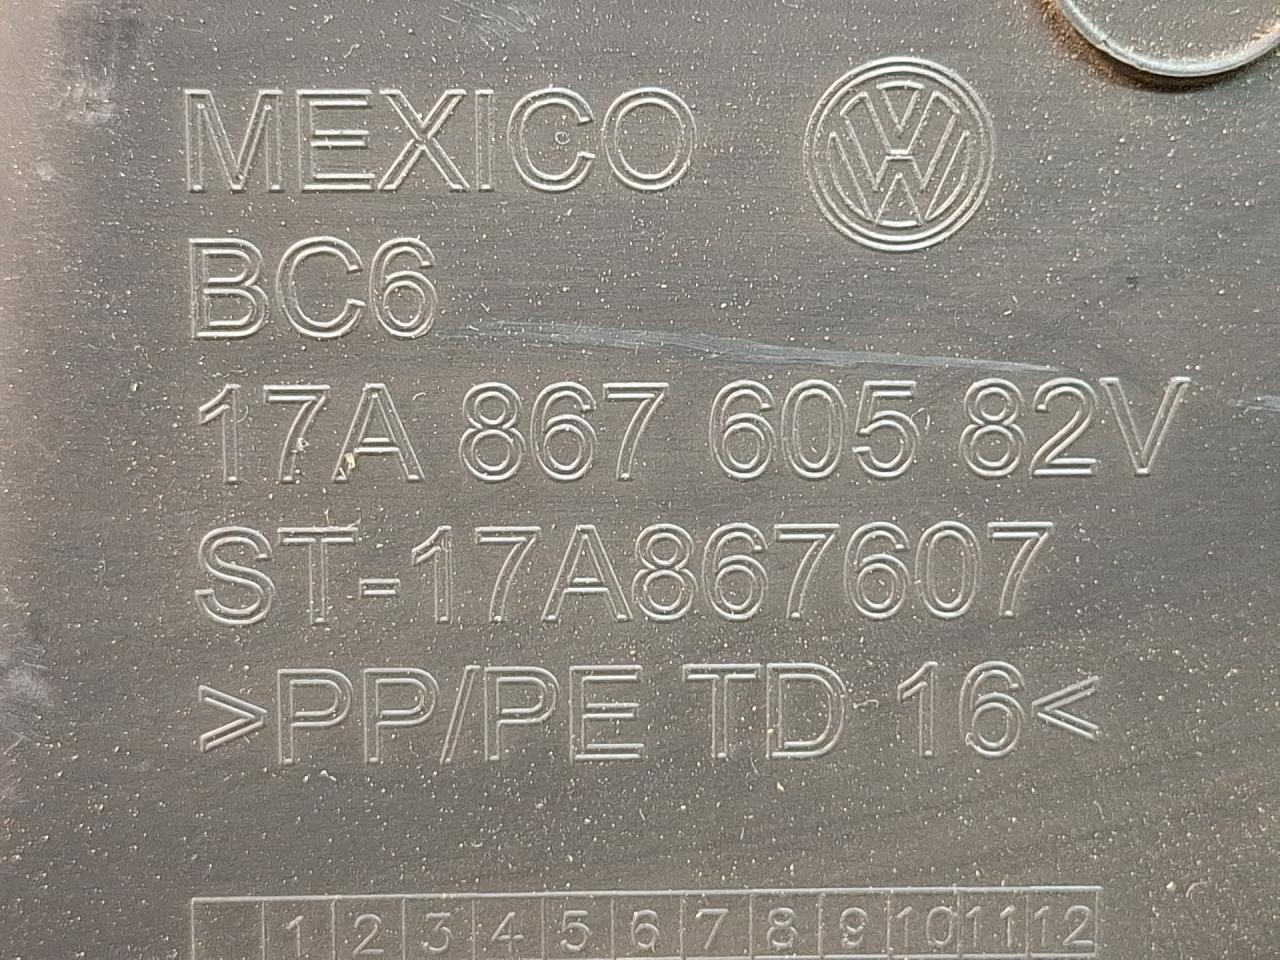 MEXICO
BC6
17A 867 605 82V
ST-17A867607
>PP/PE TD 16<
1 2 3 4 5 6 7 8 9 10 11 12